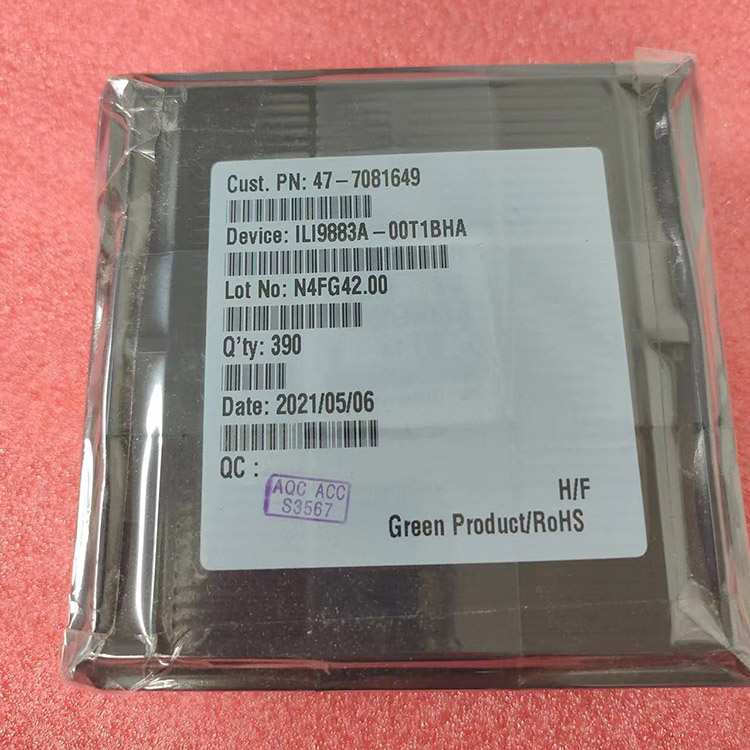 Cust. PN: 47-7081649
Device: ILI9883A-00T1BHA
Lot No: N4FG42.00
Q'ty: 390
Date: 2021/05/06
QC :
AQC ACC
S3567
H/F
Green Product/RoHS